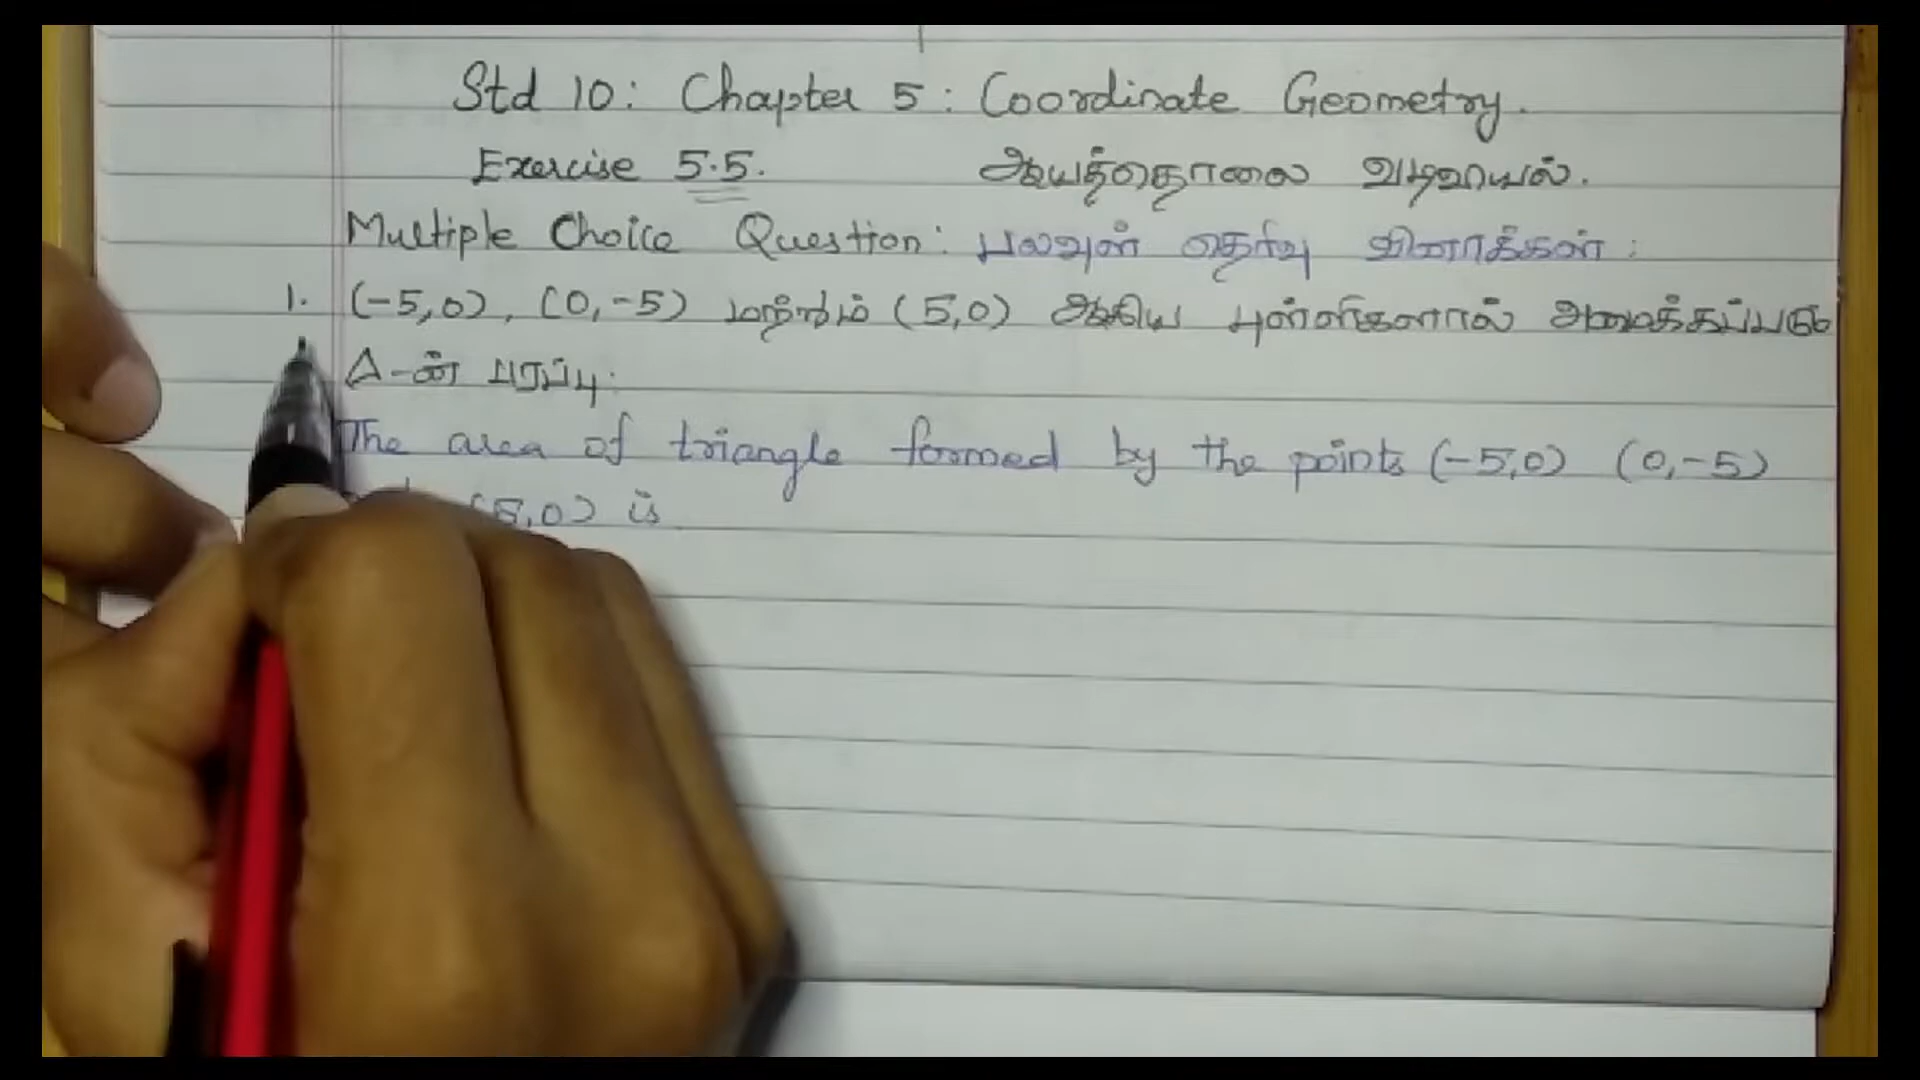 Std 10: Chapter 5: Coordinate Geometry.
Exercise 5.5. ஆயத்தொலை வடிவியல்.
Multiple Choice Question: பலவுள் தெரிவு வினாக்கள்:
1. (-5,0), (0,-5) மற்றும் (5,0) ஆகிய புள்ளிகளால் அமைக்கப்படும்
Δ-ன் பரப்பு.
The area of triangle formed by the points (-5,0) (0,-5)
(5,0) is